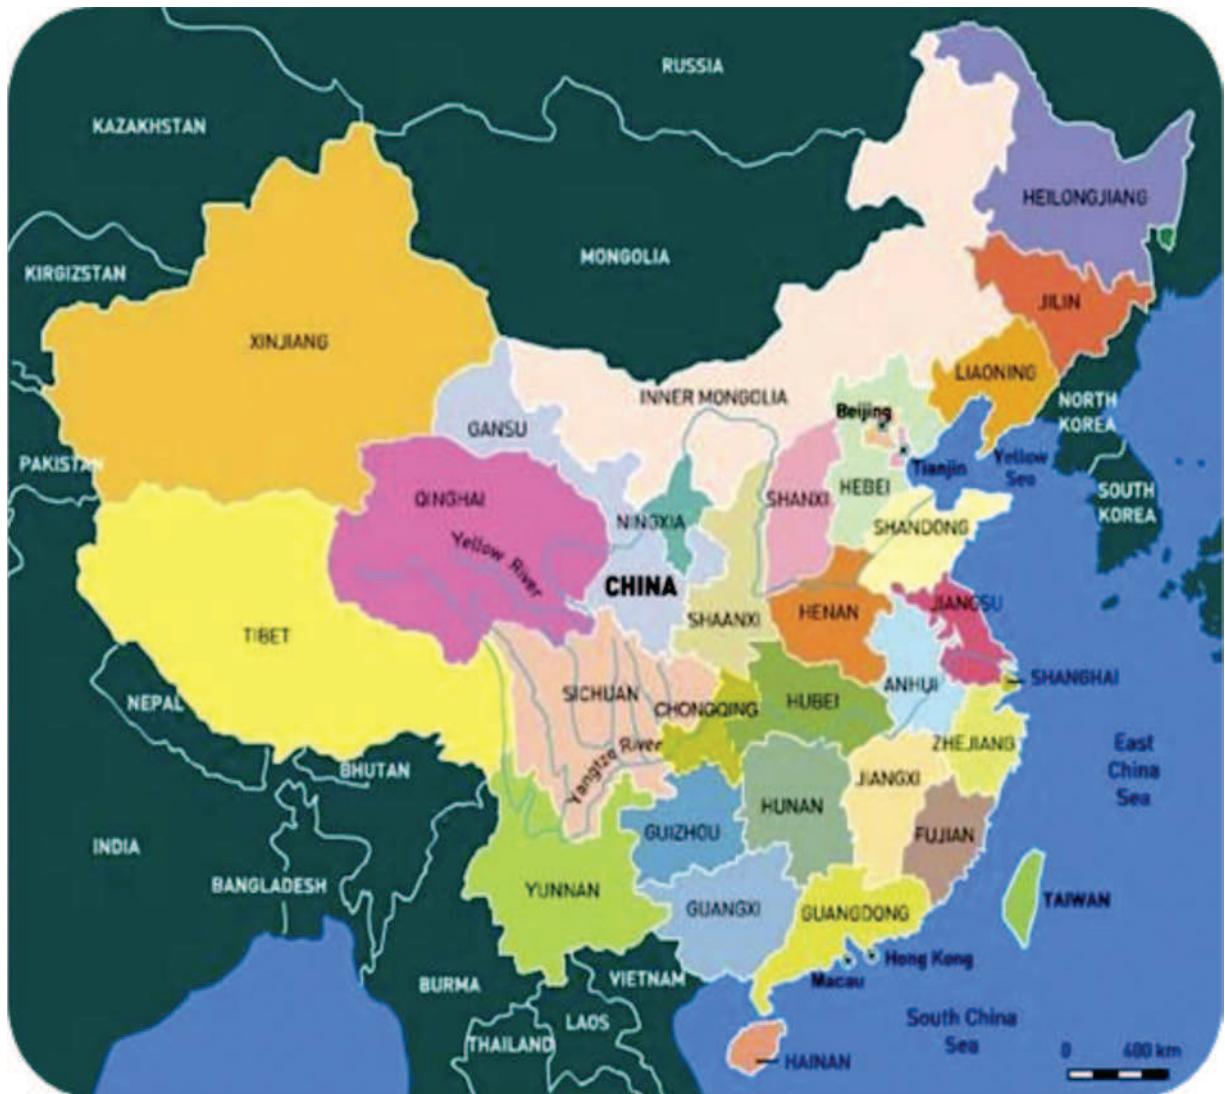 RUSSIA
KAZAKHSTAN
HEILONGJIANG
MONGOLIA
KIRGIZSTAN
JILIN
XINJIANG
LIAONING
INNER MONGOLIA
NORTH
KOREA
Beijing
GANSU
PAKISTAN
Tianjin
Yellow
Sea
QINGHAI
SHANXI
HEBEI
SOUTH
KOREA
NINGXIA
SHANDONG
Yellow River
CHINA
JIANGSU
HENAN
SHAANXI
TIBET
SHANGHAI
ANHUI
SICHUAN
NEPAL
CHONGQING
HUBEI
ZHEJIANG
East
China
Sea
Yangtze River
BHUTAN
JIANGXI
HUNAN
GUIZHOU
FUJIAN
INDIA
BANGLADESH
YUNNAN
TAIWAN
GUANGXI
GUANGDONG
Hong Kong
Macau
BURMA
VIETNAM
LAOS
South China
Sea
THAILAND
HAINAN
0 400 km